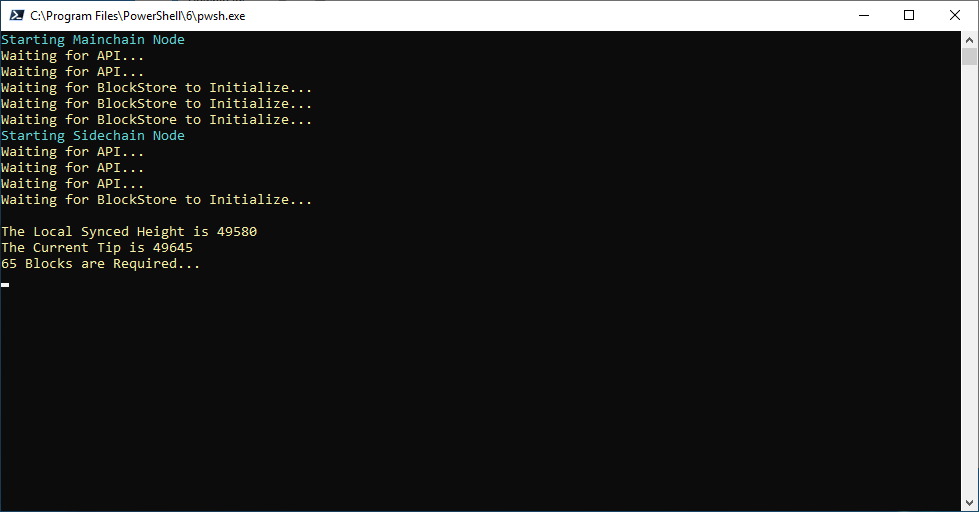 C:\Program Files\PowerShell\6\pwsh.exe
Starting Mainchain Node
Waiting for API...
Waiting for API...
Waiting for BlockStore to Initialize...
Waiting for BlockStore to Initialize...
Waiting for BlockStore to Initialize...
Starting Sidechain Node
Waiting for API...
Waiting for API...
Waiting for API...
Waiting for BlockStore to Initialize...
The Local Synced Height is 49580
The Current Tip is 49645
65 Blocks are Required...